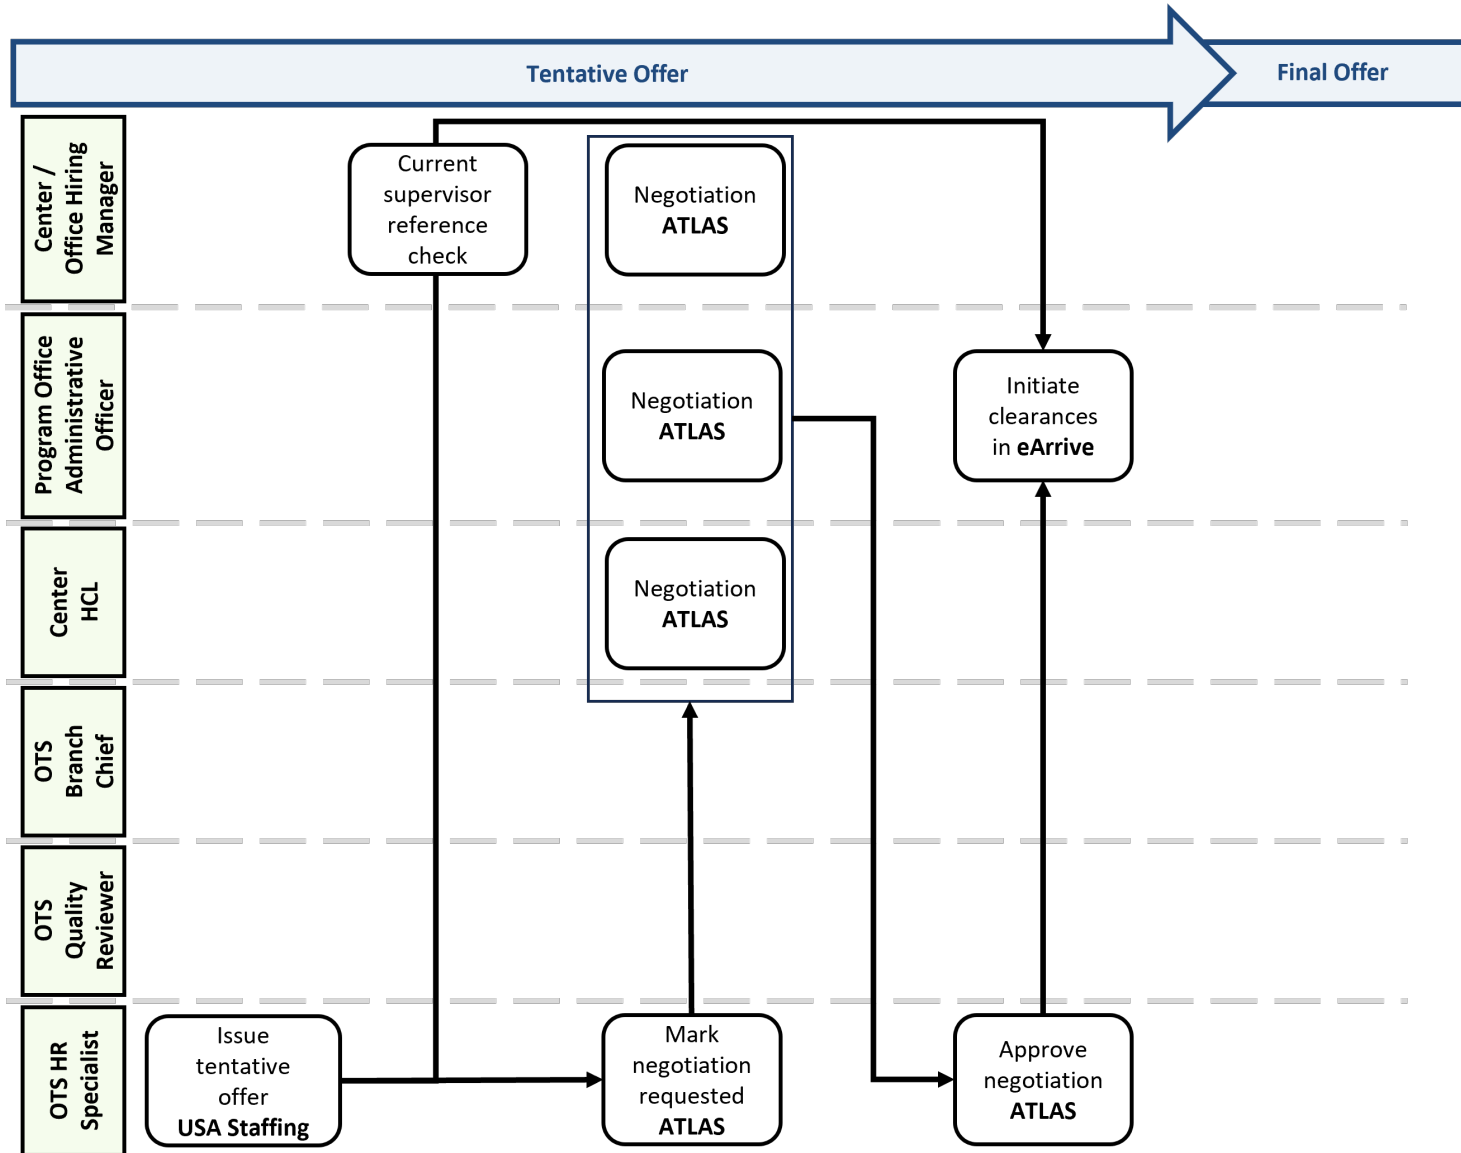 Tentative Offer
Final Offer
Center /
Office Hiring
Manager
Current
supervisor
reference
check
Negotiation
ATLAS
Program Office
Administrative
Officer
Negotiation
ATLAS
Initiate
clearances
in eArrive
Center
HCL
Negotiation
ATLAS
OTS
Branch
Chief
OTS
Quality
Reviewer
OTS HR
Specialist
Issue
tentative
offer
USA Staffing
Mark
negotiation
requested
ATLAS
Approve
negotiation
ATLAS